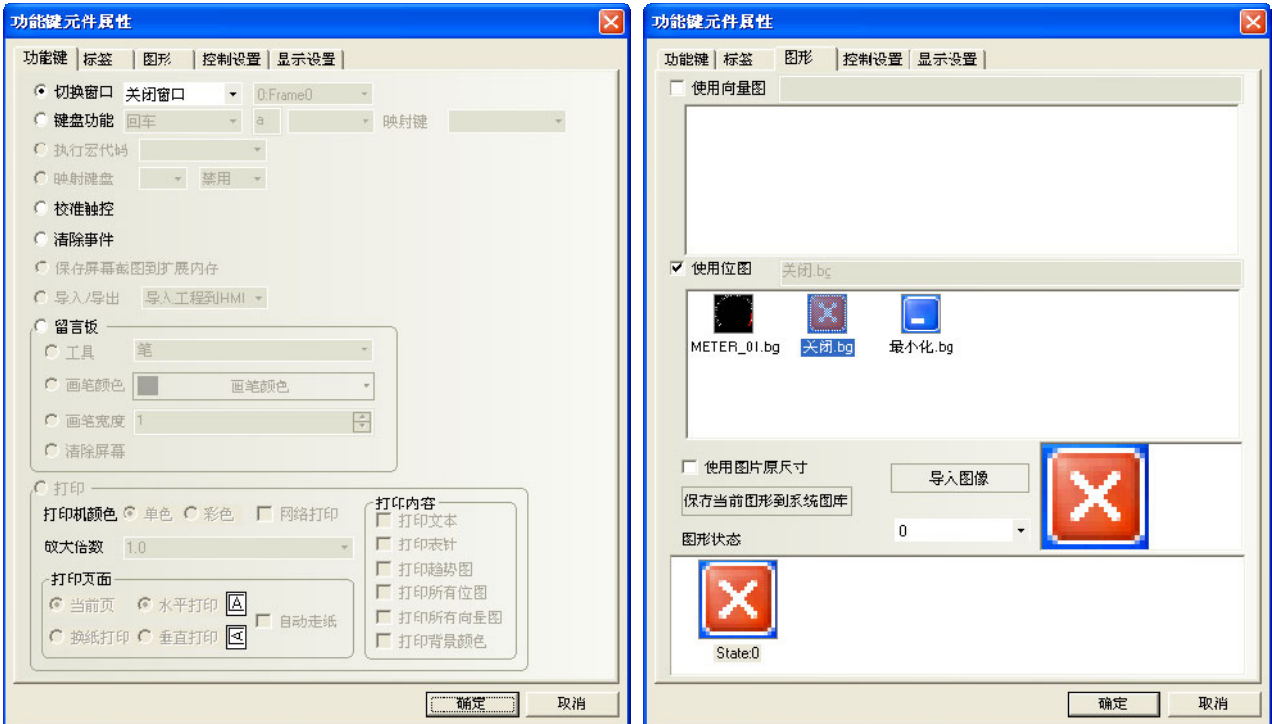 功能键元件属性
功能键 标签 图形 控制设置 显示设置
切换窗口 关闭窗口 0:Frame0
键盘功能 回车 a 映射键
执行宏代码
映射键盘 禁用
校准触控
清除事件
保存屏幕截图到扩展内存
导入/导出 导入工程到HMI
留言板
工具 笔
画笔颜色 画笔颜色
画笔宽度 1
清除屏幕
打印
打印机颜色 单色 彩色 网络打印
放大倍数 1.0
打印页面
当前页 水平打印 A
换纸打印 垂直打印 A
自动走纸
打印内容
打印文本
打印表针
打印趋势图
打印所有位图
打印所有向量图
打印背景颜色
确定 取消
功能键元件属性
功能键 标签 图形 控制设置 显示设置
使用向量图
使用位图 关闭.bg
METER_01.bg 关闭.bg 最小化.bg
使用图片原尺寸 导入图像
保存当前图形到系统图库
图形状态 0
State:0
确定 取消